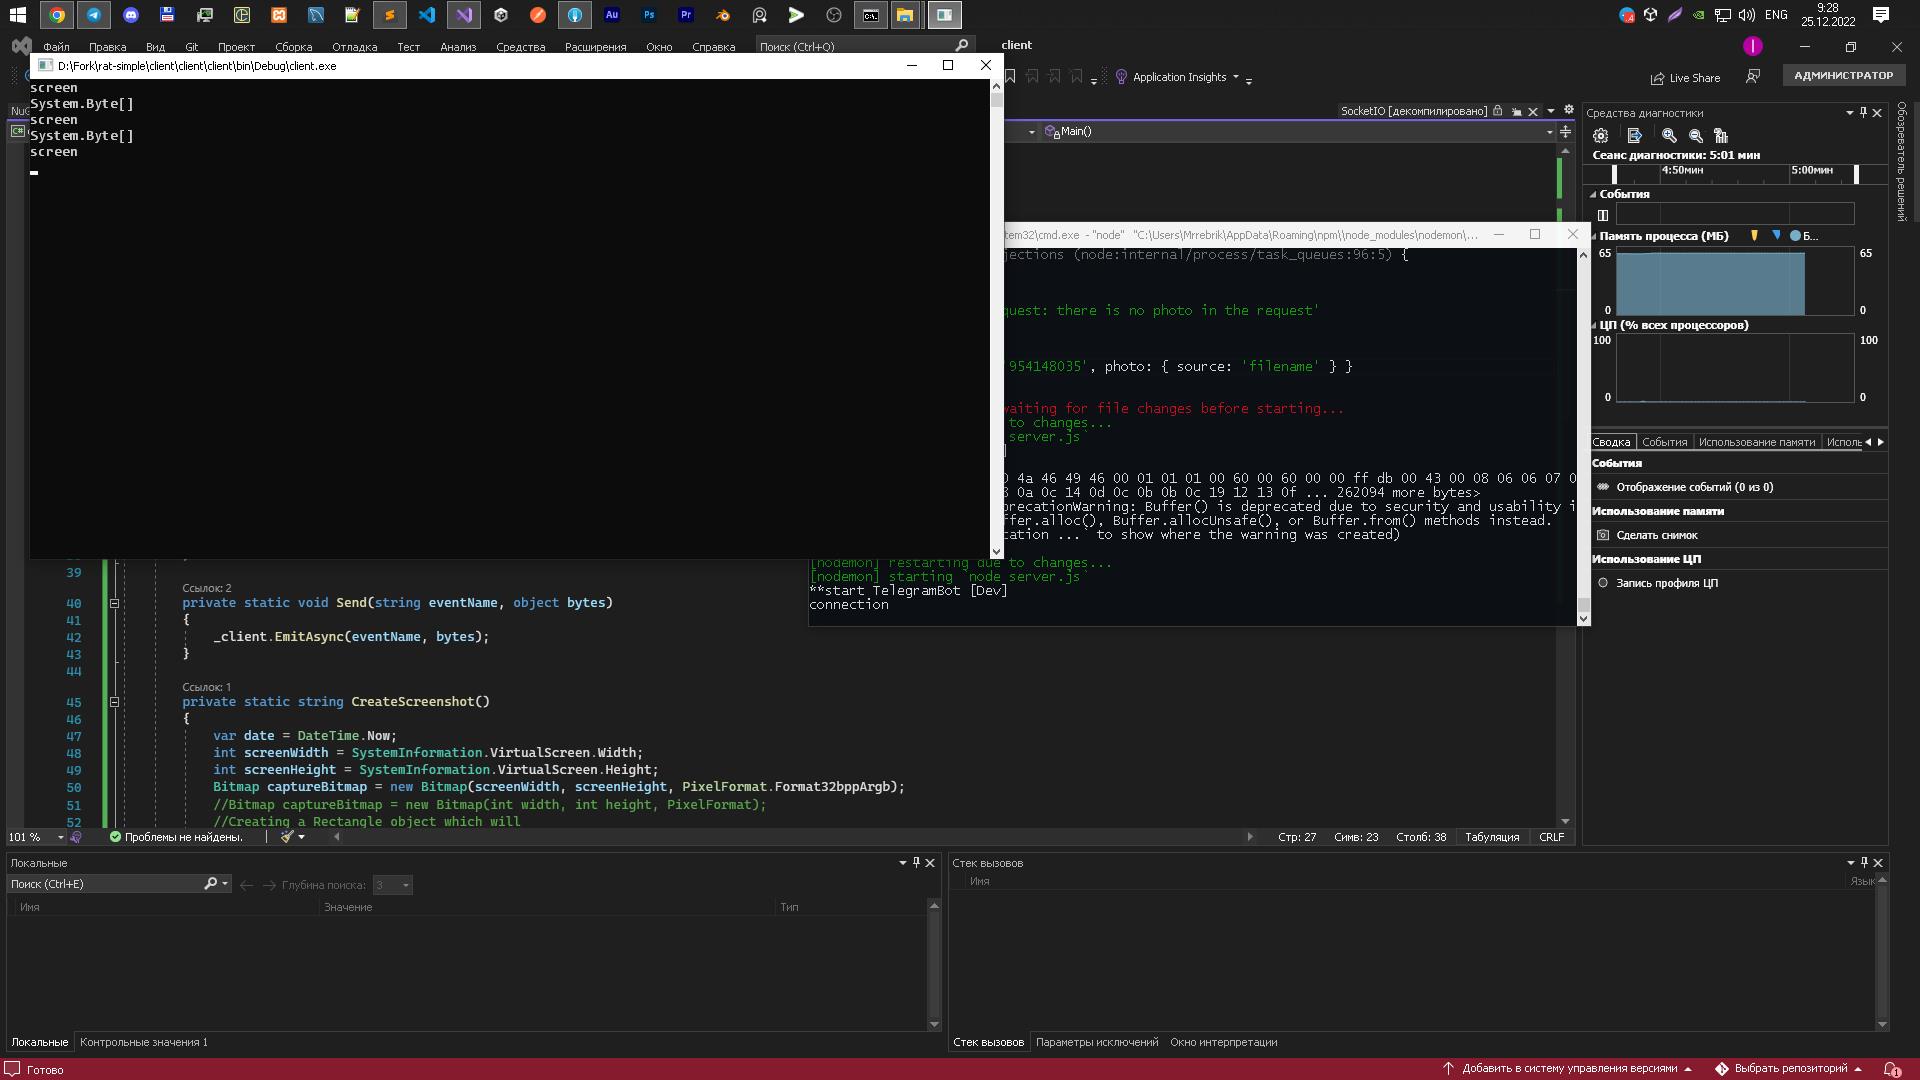 9:28
ENG
25.12.2022
Файл Правка Вид Git Проект Сборка Отладка Тест Анализ Средства Расширения Окно Справка Поиск (Ctrl+Q)
client
D:\Fork\rat-simple\client\client\client\bin\Debug\client.exe
Application Insights
Live Share
АДМИНИСТРАТОР
screen
System.Byte[]
screen
System.Byte[]
screen
NuG
SocketIO [декомпилировано]
Main()
Средства диагностики
Сеанс диагностики: 5:01 мин
4:50мин 5:00мин
События
Память процесса (МБ) Б...
65 65
0 0
ЦП (% всех процессоров)
100 100
0 0
Сводка События Использование памяти Исполь
События
Отображение событий (0 из 0)
Использование памяти
Сделать снимок
Использование ЦП
Запись профиля ЦП
Обозреватель решений
tem32\cmd.exe - "node" "C:\Users\Mrrebrik\AppData\Roaming\npm\\node_modules\nodemon\...
jections (node:internal/process/task_queues:96:5) {
quest: there is no photo in the request'
'954148035', photo: { source: 'filename' } }
waiting for file changes before starting...
to changes...
server.js`
]
4a 46 49 46 00 01 01 01 00 60 00 60 00 00 ff db 00 43 00 08 06 06 07 0
0a 0c 14 0d 0c 0b 0b 0c 19 12 13 0f ... 262094 more bytes>
precationWarning: Buffer() is deprecated due to security and usability i
ffer.alloc(), Buffer.allocUnsafe(), or Buffer.from() methods instead.
cation ...` to show where the warning was created)
[nodemon] restarting due to changes...
[nodemon] starting `node server.js`
**start TelegramBot [Dev]
connection
39
Ссылок: 2
40 private static void Send(string eventName, object bytes)
41 {
42 _client.EmitAsync(eventName, bytes);
43 }
44
Ссылок: 1
45 private static string CreateScreenshot()
46 {
47 var date = DateTime.Now;
48 int screenWidth = SystemInformation.VirtualScreen.Width;
49 int screenHeight = SystemInformation.VirtualScreen.Height;
50 Bitmap captureBitmap = new Bitmap(screenWidth, screenHeight, PixelFormat.Format32bppArgb);
51 //Bitmap captureBitmap = new Bitmap(int width, int height, PixelFormat);
52 //Creating a Rectangle object which will
101 % Проблемы не найдены. Стр: 27 Симв: 23 Столб: 38 Табуляция CRLF
Локальные
Поиск (Ctrl+E) Глубина поиска: 3
Имя Значение Тип
Локальные Контрольные значения 1
Стек вызовов
Имя Язык
Стек вызовов Параметры исключений Окно интерпретации
Готово
Добавить в систему управления версиями Выбрать репозиторий 1